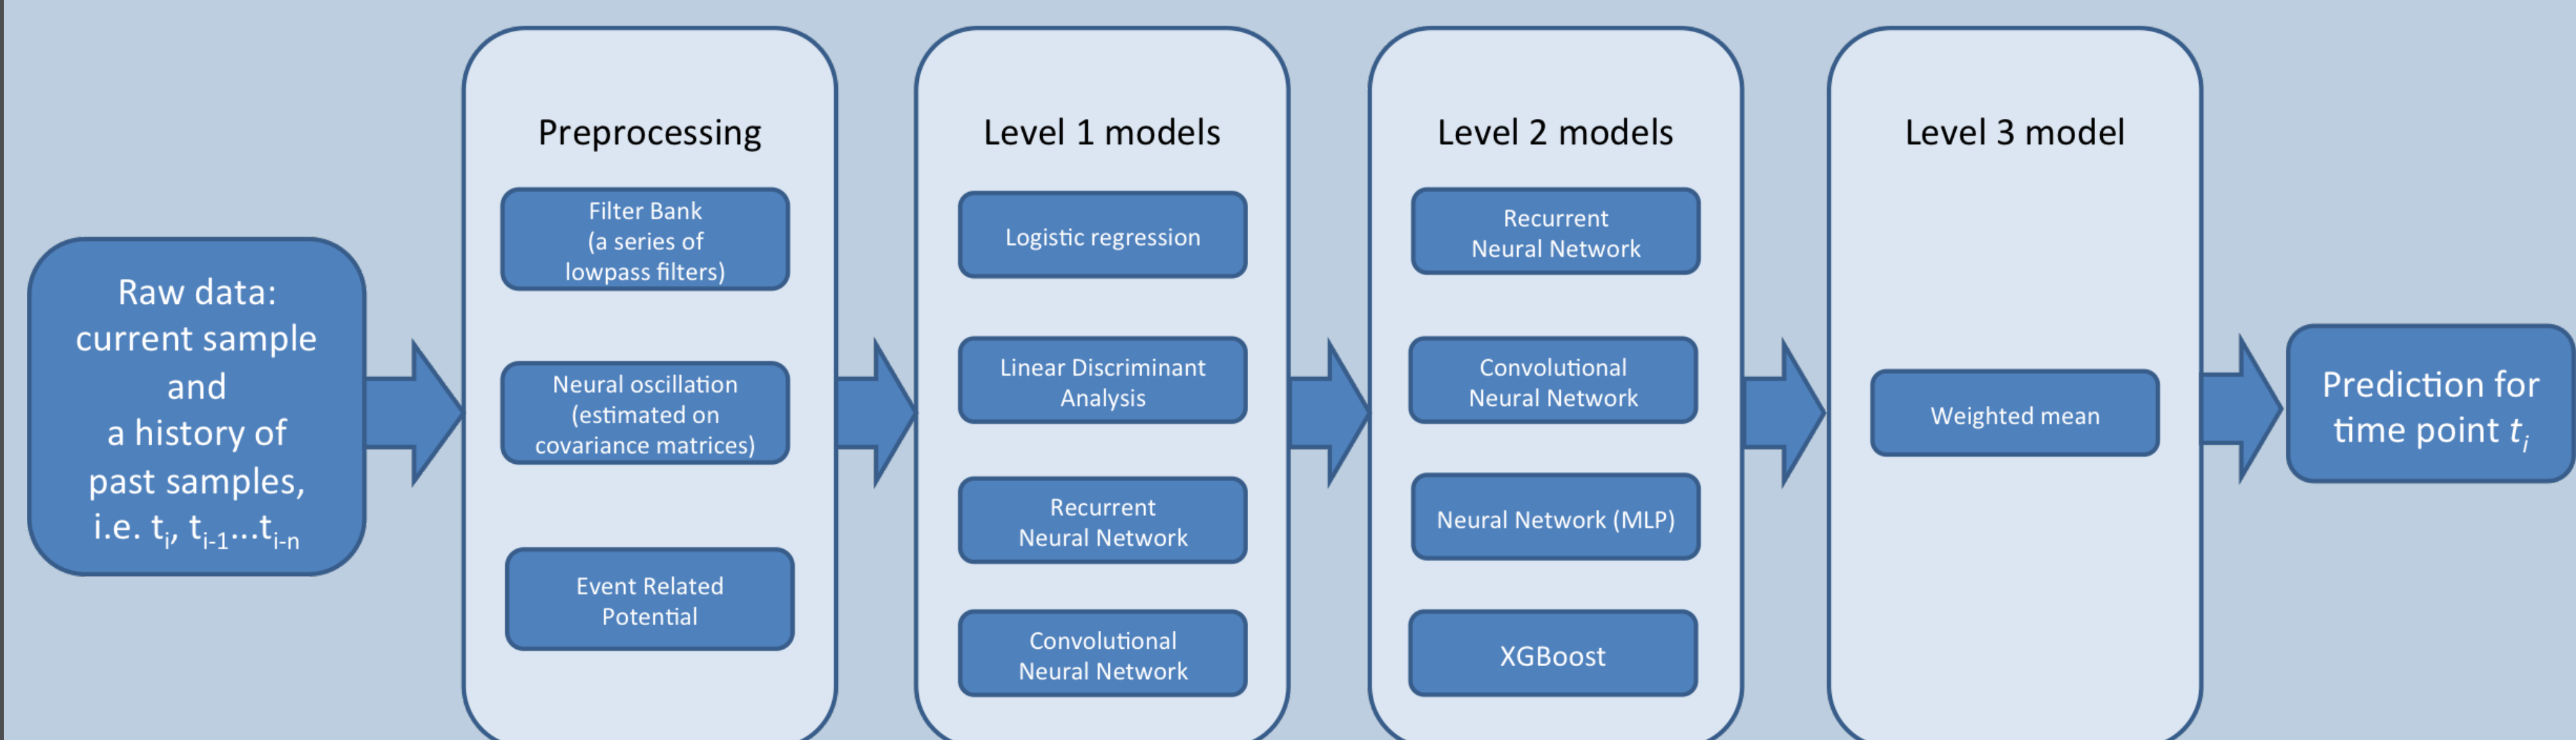 Raw data:
current sample
and
a history of
past samples,
i.e. tᵢ, tᵢ₋₁...tᵢ₋ₙ
Preprocessing
Filter Bank
(a series of
lowpass filters)
Neural oscillation
(estimated on
covariance matrices)
Event Related
Potential
Level 1 models
Logistic regression
Linear Discriminant
Analysis
Recurrent
Neural Network
Convolutional
Neural Network
Level 2 models
Recurrent
Neural Network
Convolutional
Neural Network
Neural Network (MLP)
XGBoost
Level 3 model
Weighted mean
Prediction for
time point tᵢ